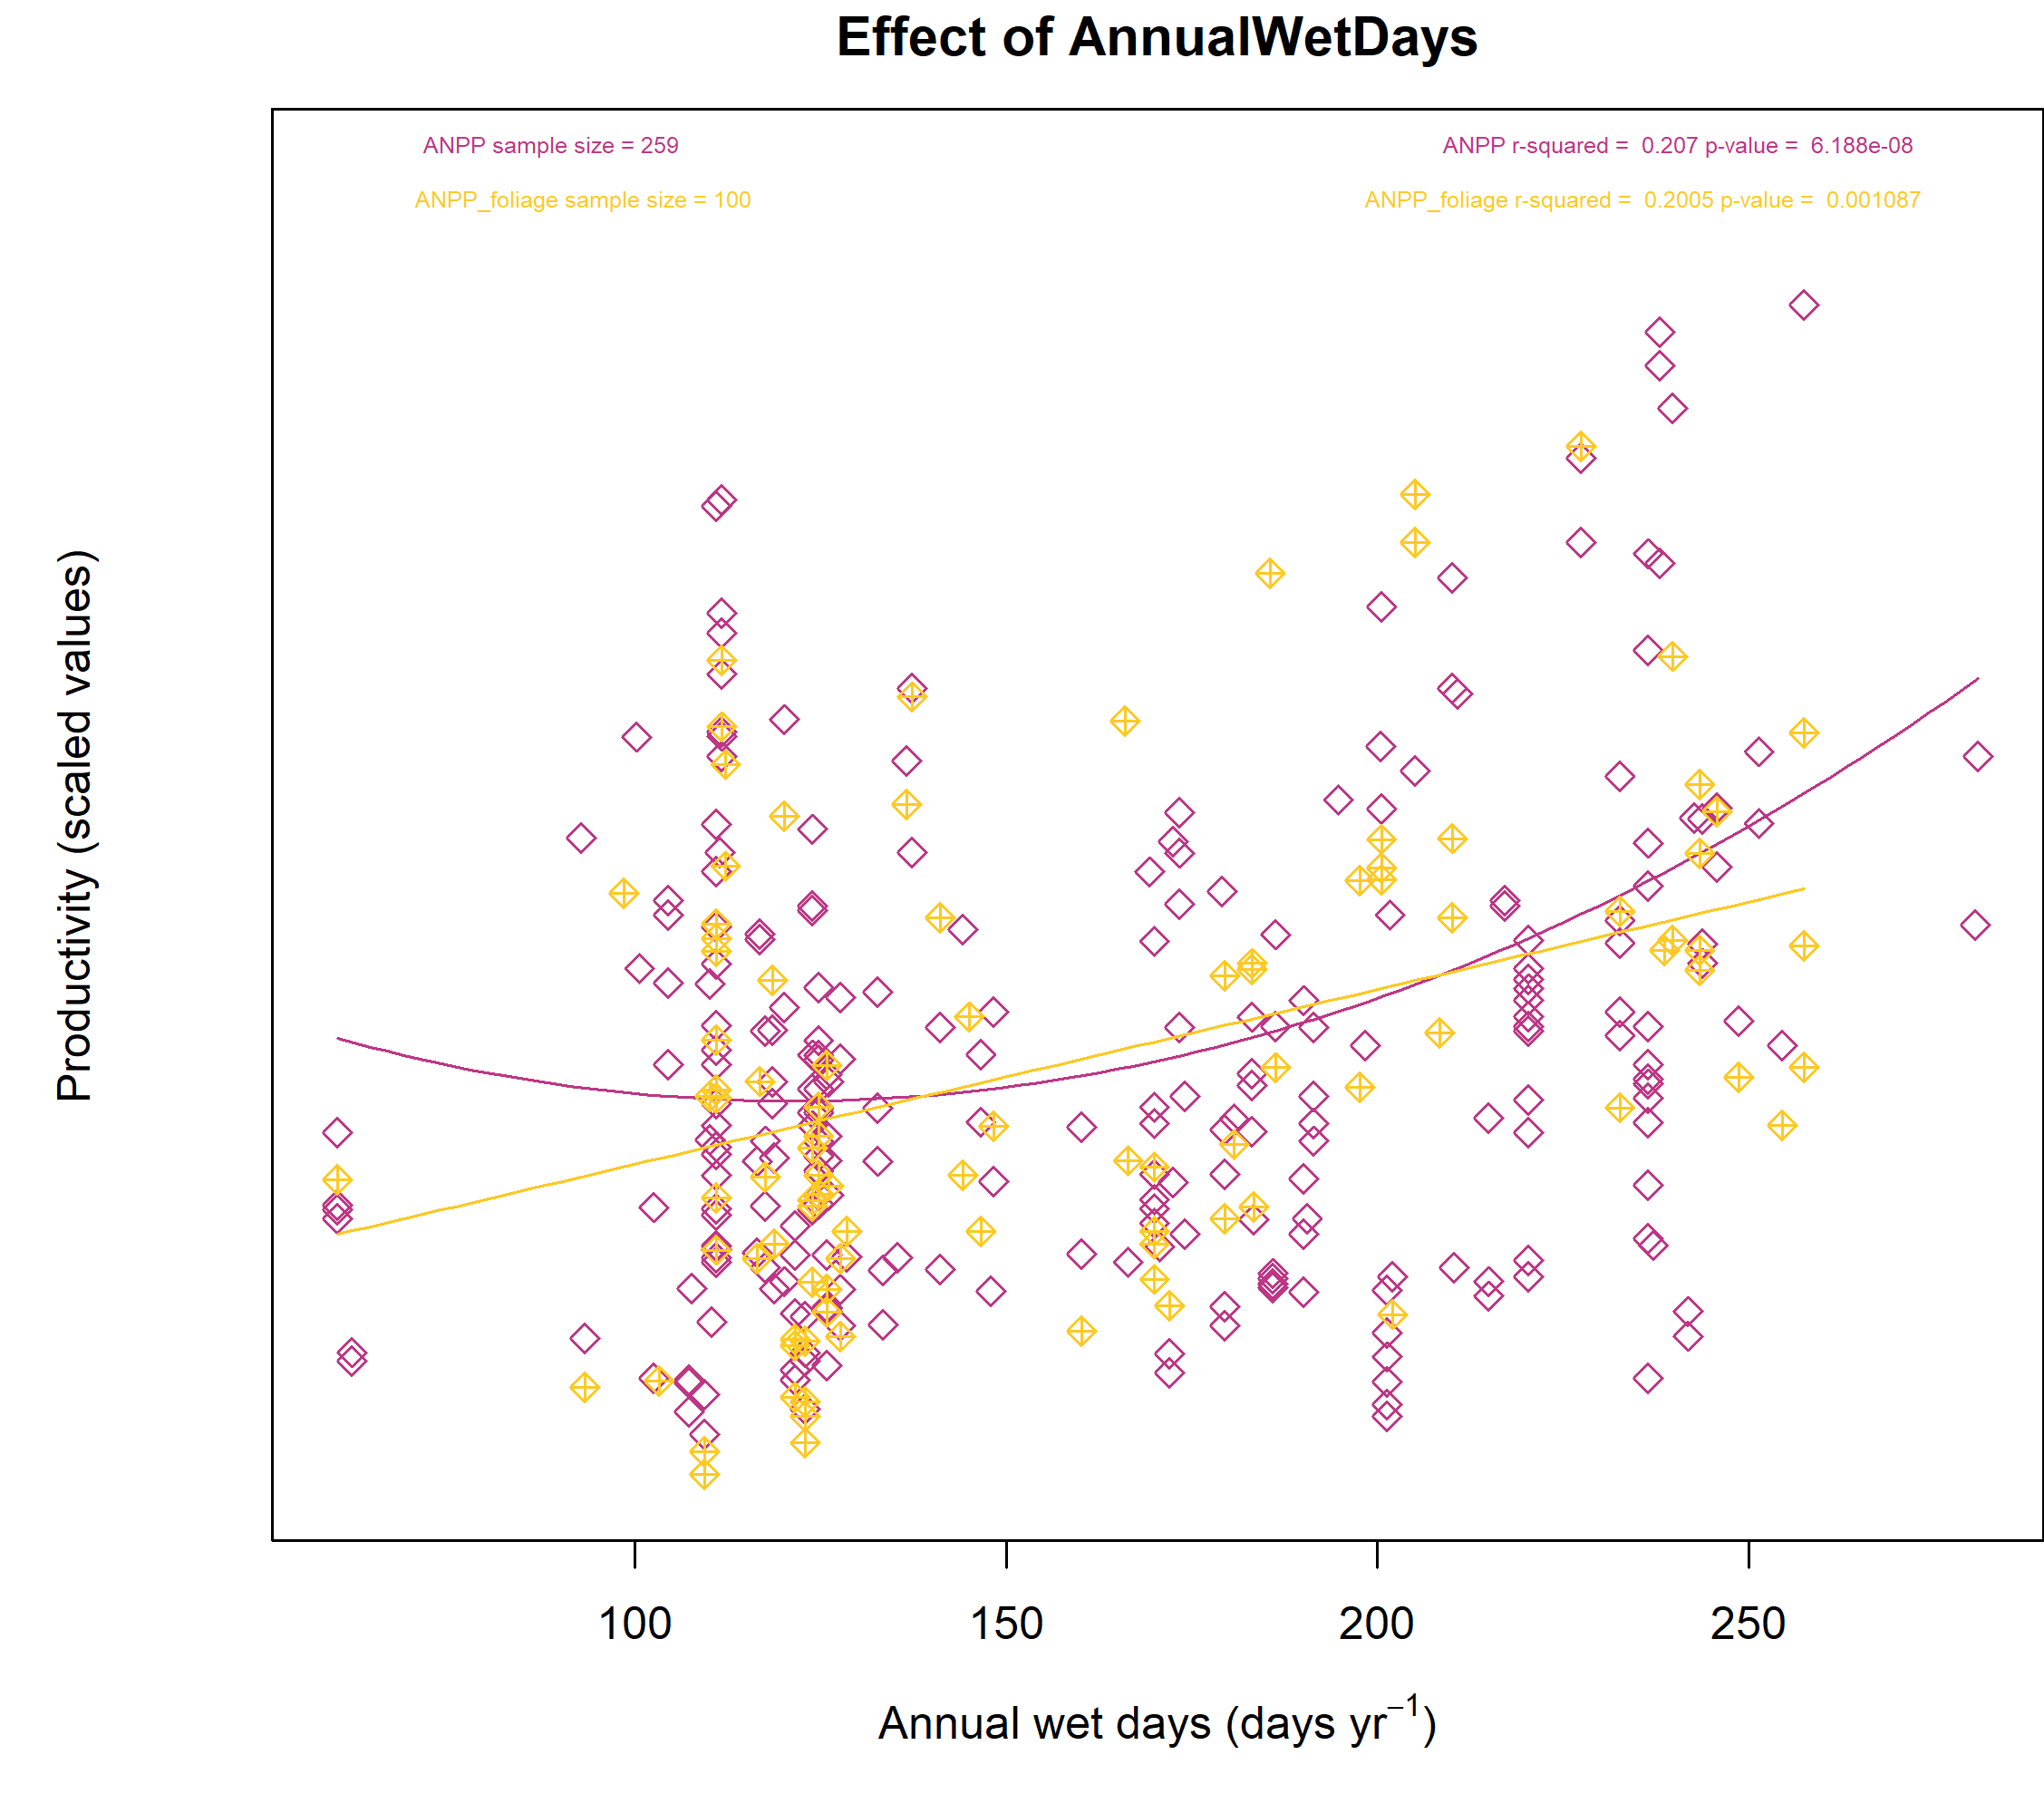 Effect of AnnualWetDays
ANPP sample size = 259
ANPP r-squared = 0.207 p-value = 6.188e-08
ANPP_foliage sample size = 100
ANPP_foliage r-squared = 0.2005 p-value = 0.001087
Productivity (scaled values)
100 150 200 250
Annual wet days (days yr⁻¹)